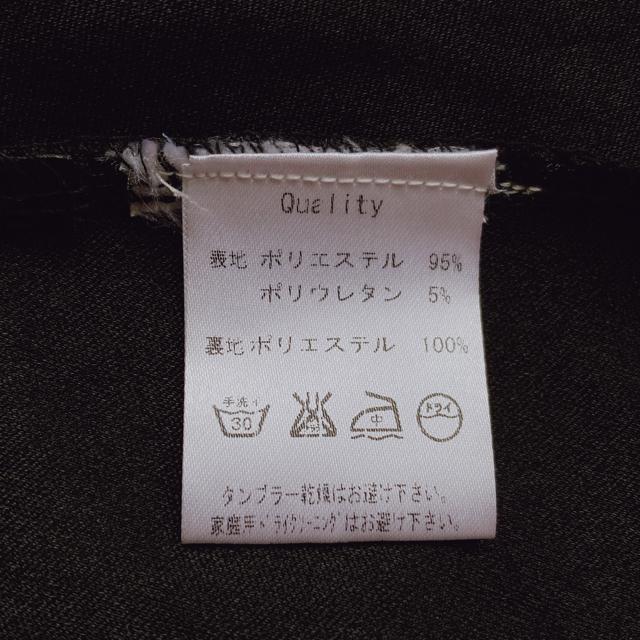 Quality
表地 ポリエステル 95%
ポリウレタン 5%
裏地 ポリエステル 100%
手洗イ 30 中 ドライ
タンブラー乾燥はお避け下さい。
家庭用ドライクリーニングはお避け下さい。